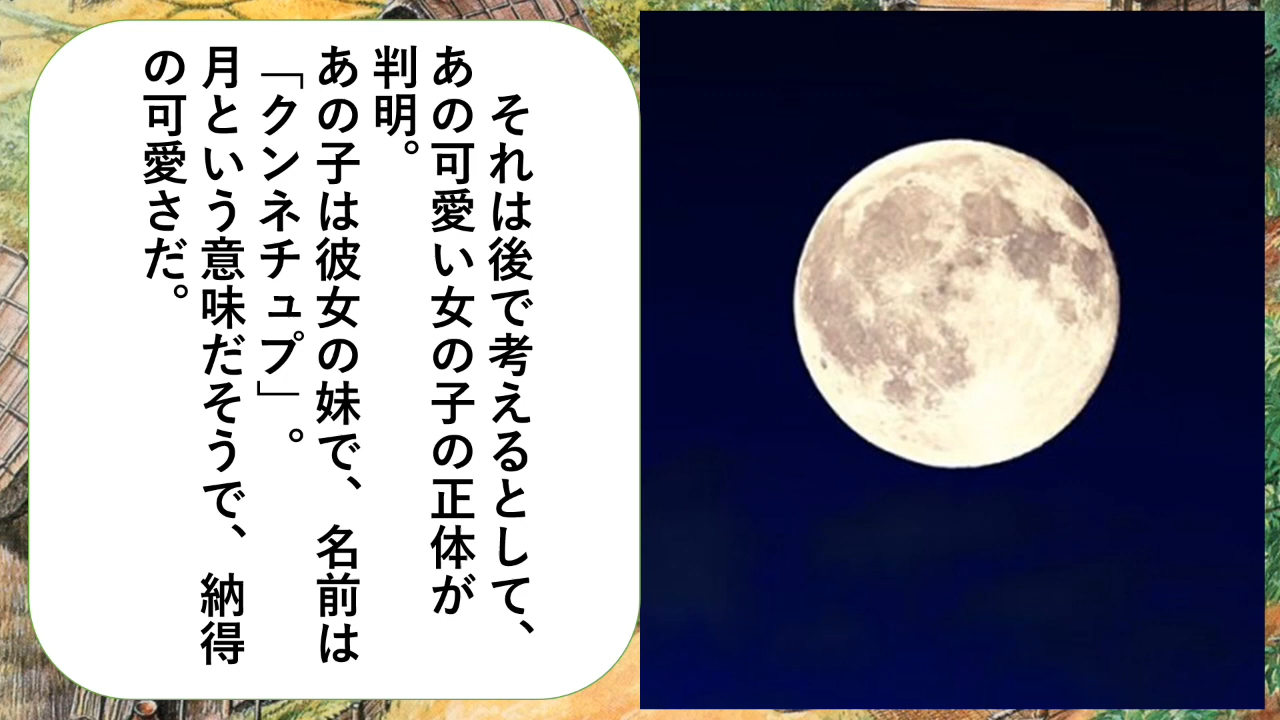 それは後で考えるとして、
あの可愛い女の子の正体が
判明。
あの子は彼女の妹で、名前は
「クンネチュプ」。
月という意味だそうで、納得
の可愛さだ。